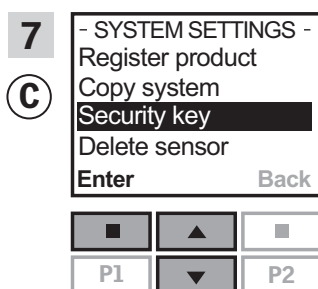 7
C
- SYSTEM SETTINGS -
Register product
Copy system
Security key
Delete sensor
Enter Back
P1 P2